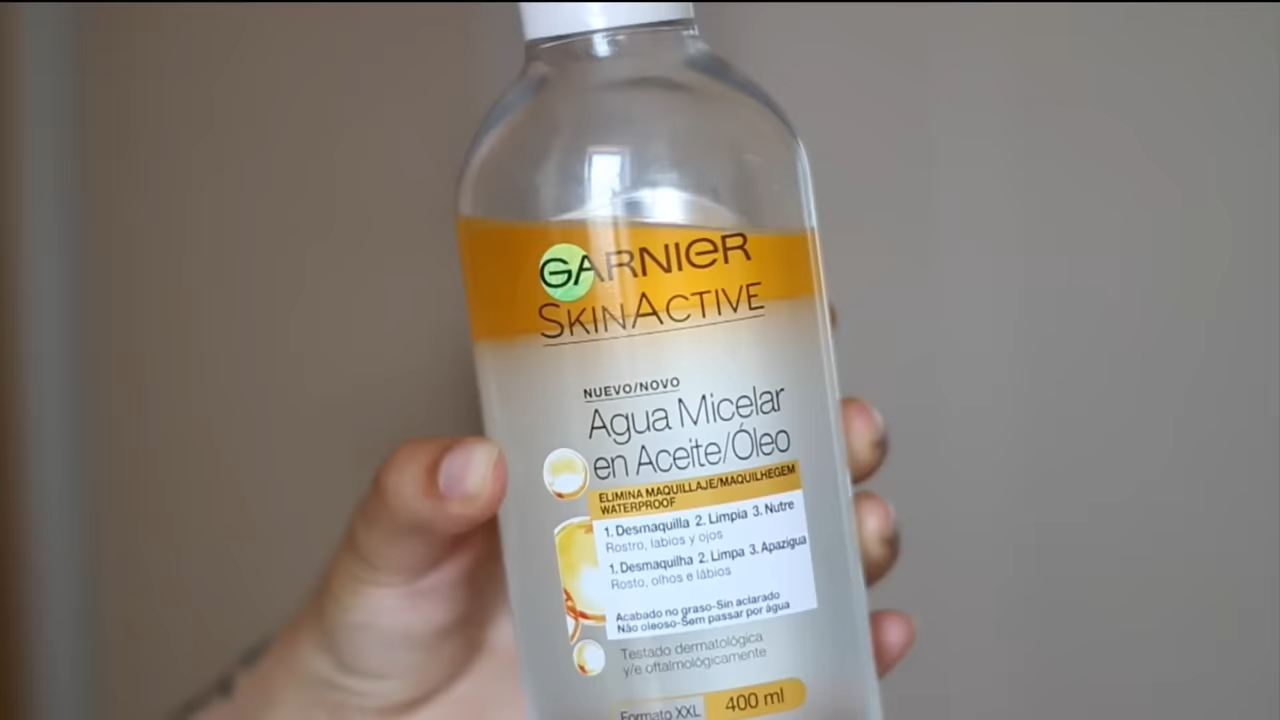 GARNIER
SKINACTIVE
NUEVO/NOVO
Agua Micelar
en Aceite/Óleo
ELIMINA MAQUILLAJE/MAQUILHEGEM
WATERPROOF
1. Desmaquilla 2. Limpia 3. Nutre
Rostro, labios y ojos
1. Desmaquilha 2. Limpa 3. Apazigua
Rosto, olhos e lábios
Acabado no graso-Sin aclarado
Não oleoso-Sem passar por água
Testado dermatológica
y/e oftalmológicamente
Formato XXL 400 ml